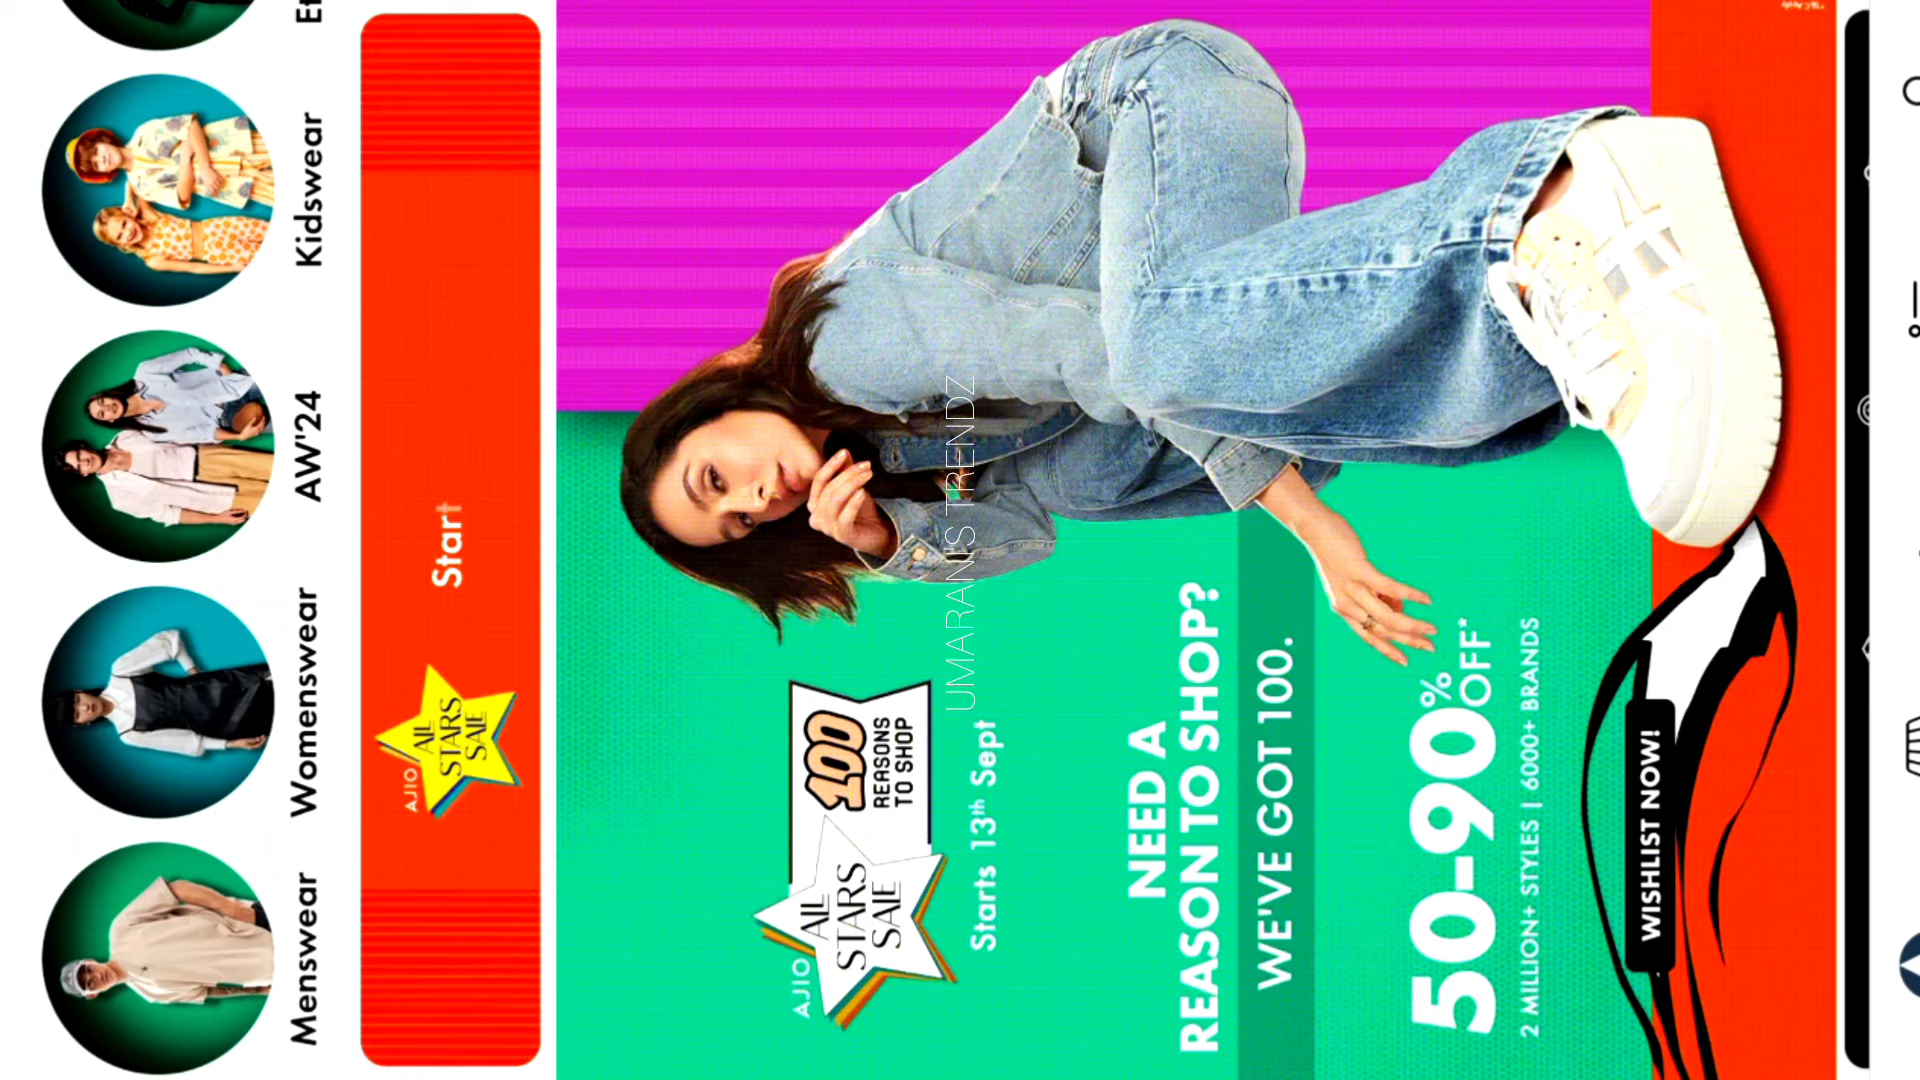 Menswear
Womenswear
AW'24
Kidswear
AJIO
ALL
STARS
SALE
Start
AJIO
ALL
STARS
SALE
100
REASONS
TO SHOP
Starts 13th Sept
UMARANI'S TRENDZ
NEED A
REASON TO SHOP?
WE'VE GOT 100.
50-90% OFF*
2 MILLION+ STYLES | 6000+ BRANDS
WISHLIST NOW!
*T&C Apply